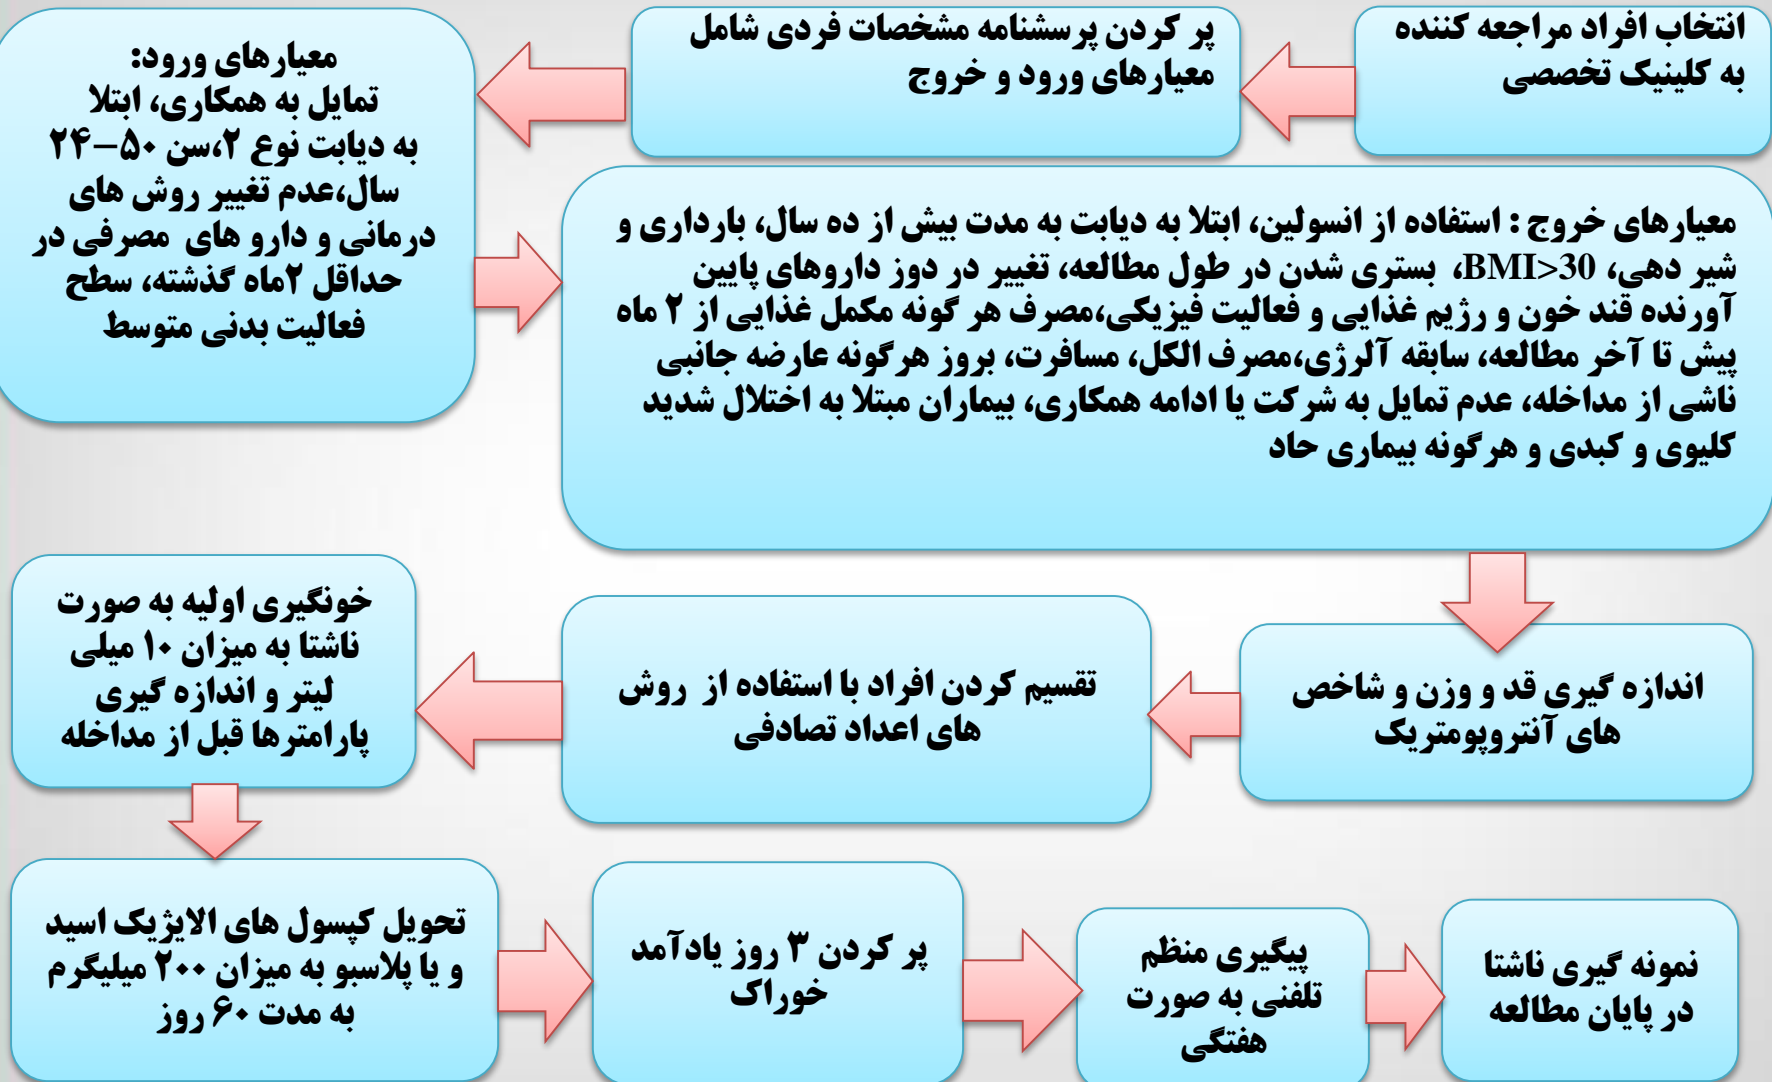 انتخاب افراد مراجعه کننده
به کلینیک تخصصی
پر کردن پرسشنامه مشخصات فردی شامل
معیارهای ورود و خروج
معیارهای ورود:
تمایل به همکاری، ابتلا
به دیابت نوع ۲،سن ۵۰-۲۴
سال،عدم تغییر روش های
درمانی و دارو های مصرفی در
حداقل ۲ماه گذشته، سطح
فعالیت بدنی متوسط
معیارهای خروج : استفاده از انسولین، ابتلا به دیابت به مدت بیش از ده سال، بارداری و
شیر دهی، BMI>30، بستری شدن در طول مطالعه، تغییر در دوز داروهای پایین
آورنده قند خون و رژیم غذایی و فعالیت فیزیکی،مصرف هر گونه مکمل غذایی از ۲ ماه
پیش تا آخر مطالعه، سابقه آلرژی،مصرف الکل، مسافرت، بروز هرگونه عارضه جانبی
ناشی از مداخله، عدم تمایل به شرکت یا ادامه همکاری، بیماران مبتلا به اختلال شدید
کلیوی و کبدی و هرگونه بیماری حاد
اندازه گیری قد و وزن و شاخص
های آنتروپومتریک
تقسیم کردن افراد با استفاده از روش
های اعداد تصادفی
خونگیری اولیه به صورت
ناشتا به میزان ۱۰ میلی
لیتر و اندازه گیری
پارامترها قبل از مداخله
تحویل کپسول های الایژیک اسید
و یا پلاسبو به میزان ۲۰۰ میلیگرم
به مدت ۶۰ روز
پر کردن ۳ روز یادآمد
خوراک
پیگیری منظم
تلفنی به صورت
هفتگی
نمونه گیری ناشتا
در پایان مطالعه